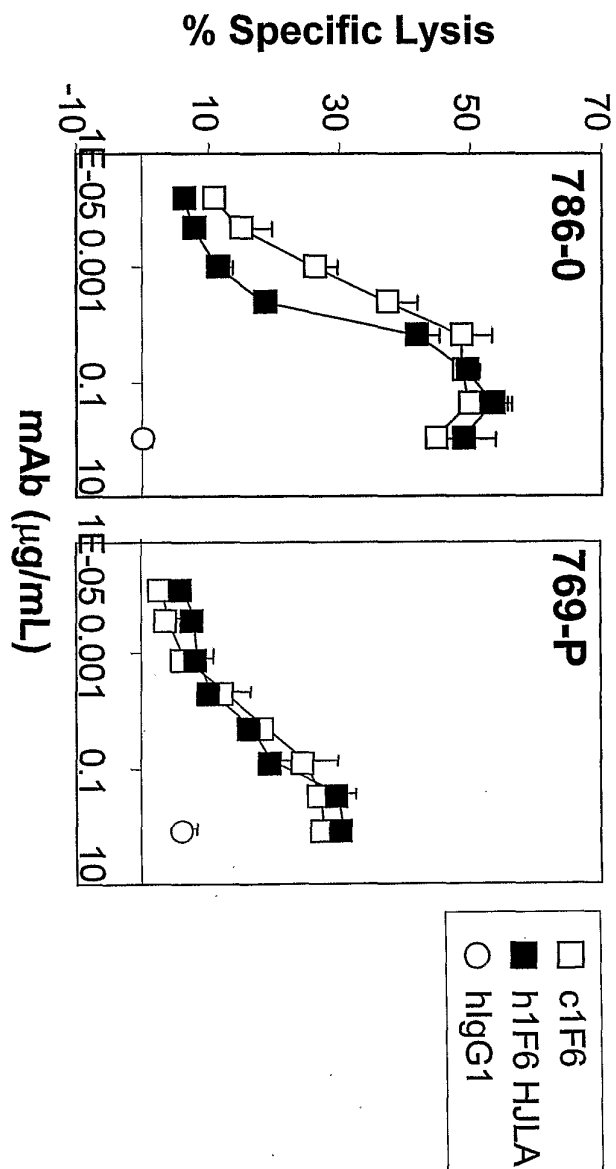 % Specific Lysis
70
50
30
10
-10
786-0
1E-05 0.001 0.1 10
769-P
1E-05 0.001 0.1 10
mAb (µg/mL)
c1F6
h1F6 HJLA
hIgG1